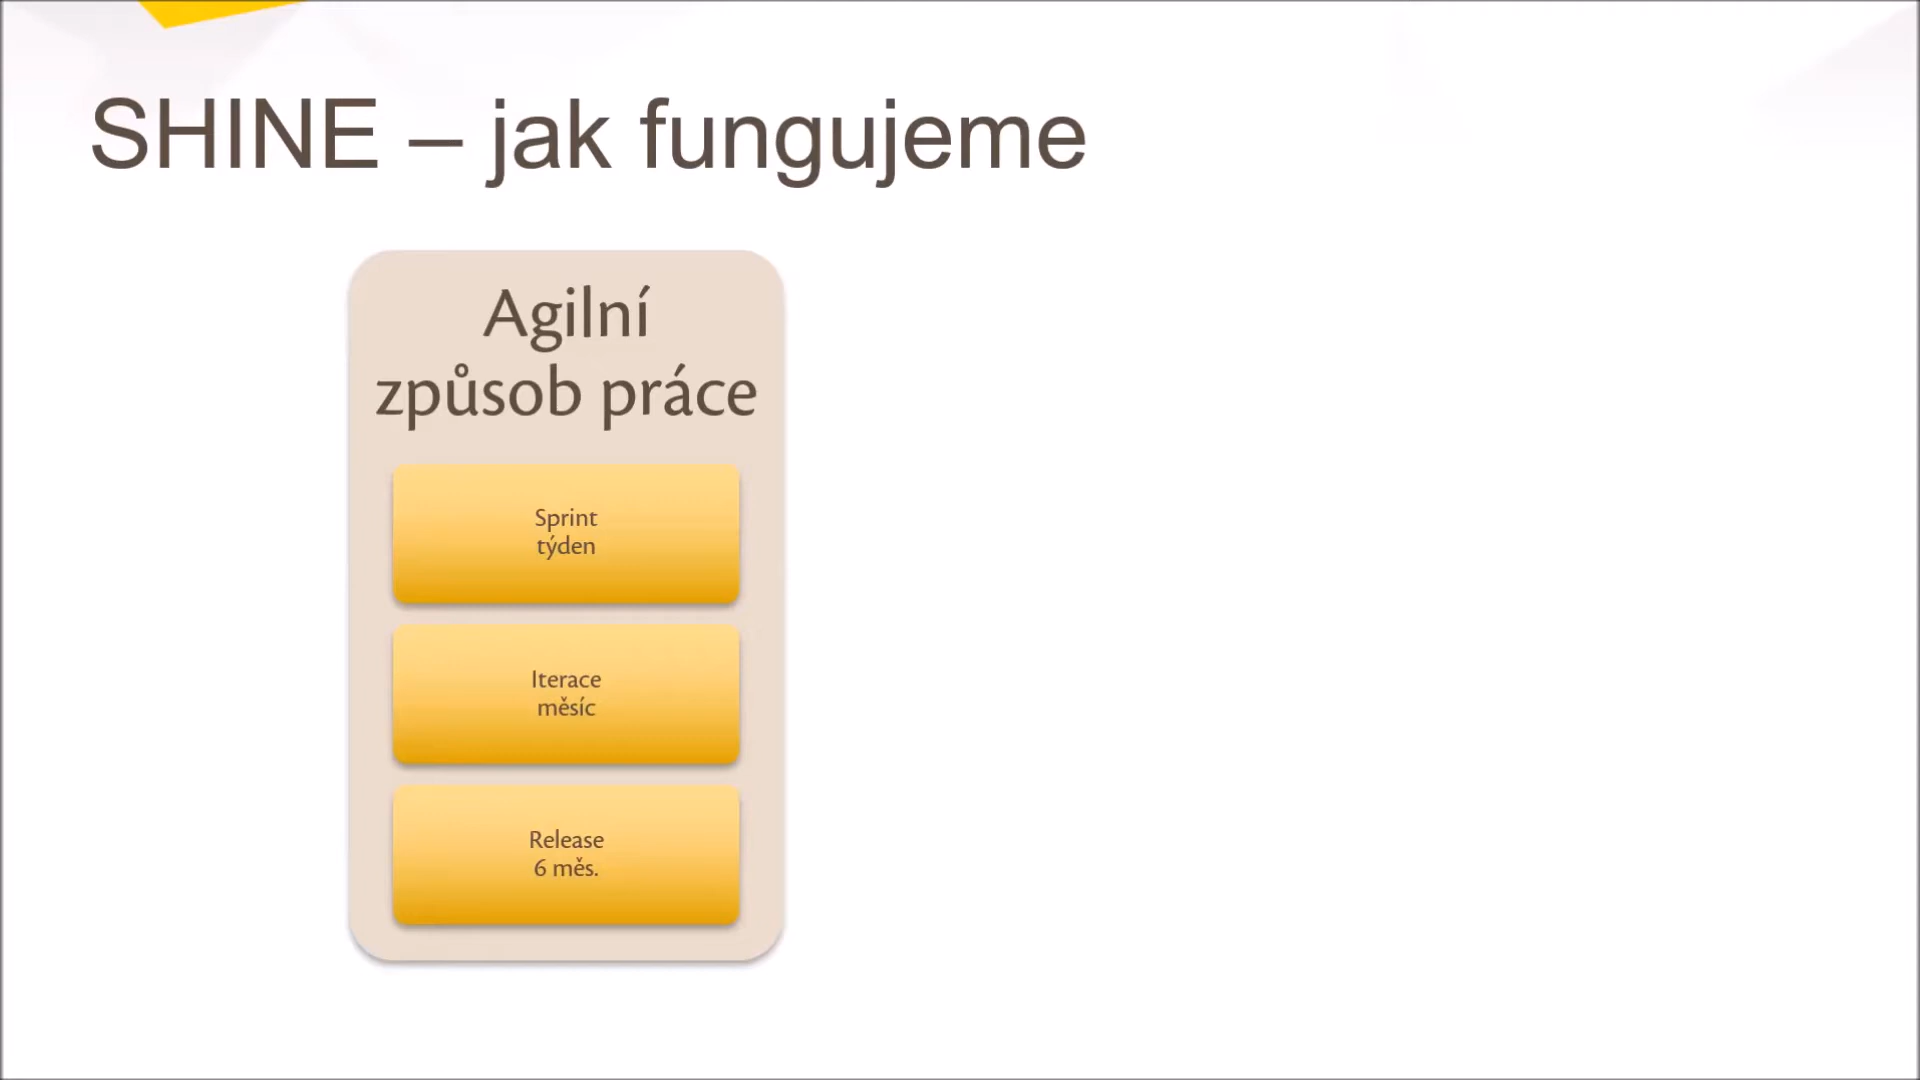 SHINE – jak fungujeme
Agilní
způsob práce
Sprint
týden
Iterace
měsíc
Release
6 měs.